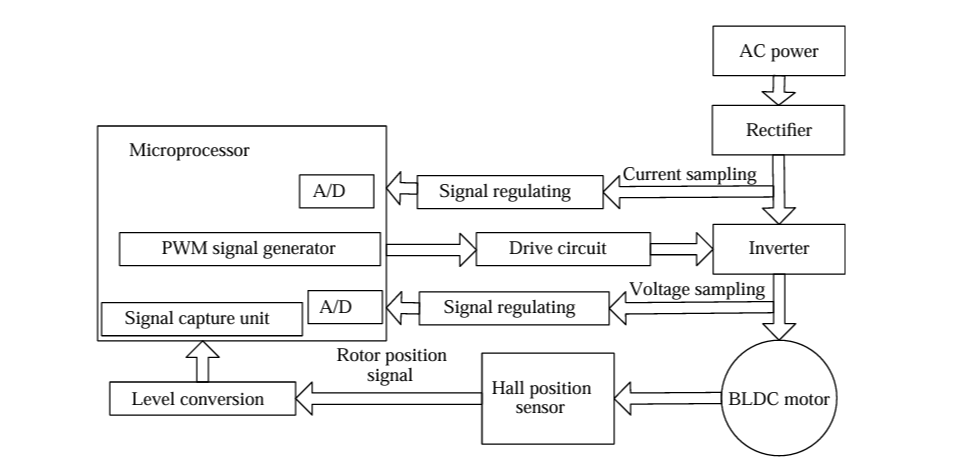 AC power
Rectifier
Microprocessor
Current sampling
A/D
Signal regulating
PWM signal generator
Drive circuit
Inverter
Voltage sampling
A/D
Signal regulating
Signal capture unit
Rotor position
signal
Level conversion
Hall position
sensor
BLDC motor